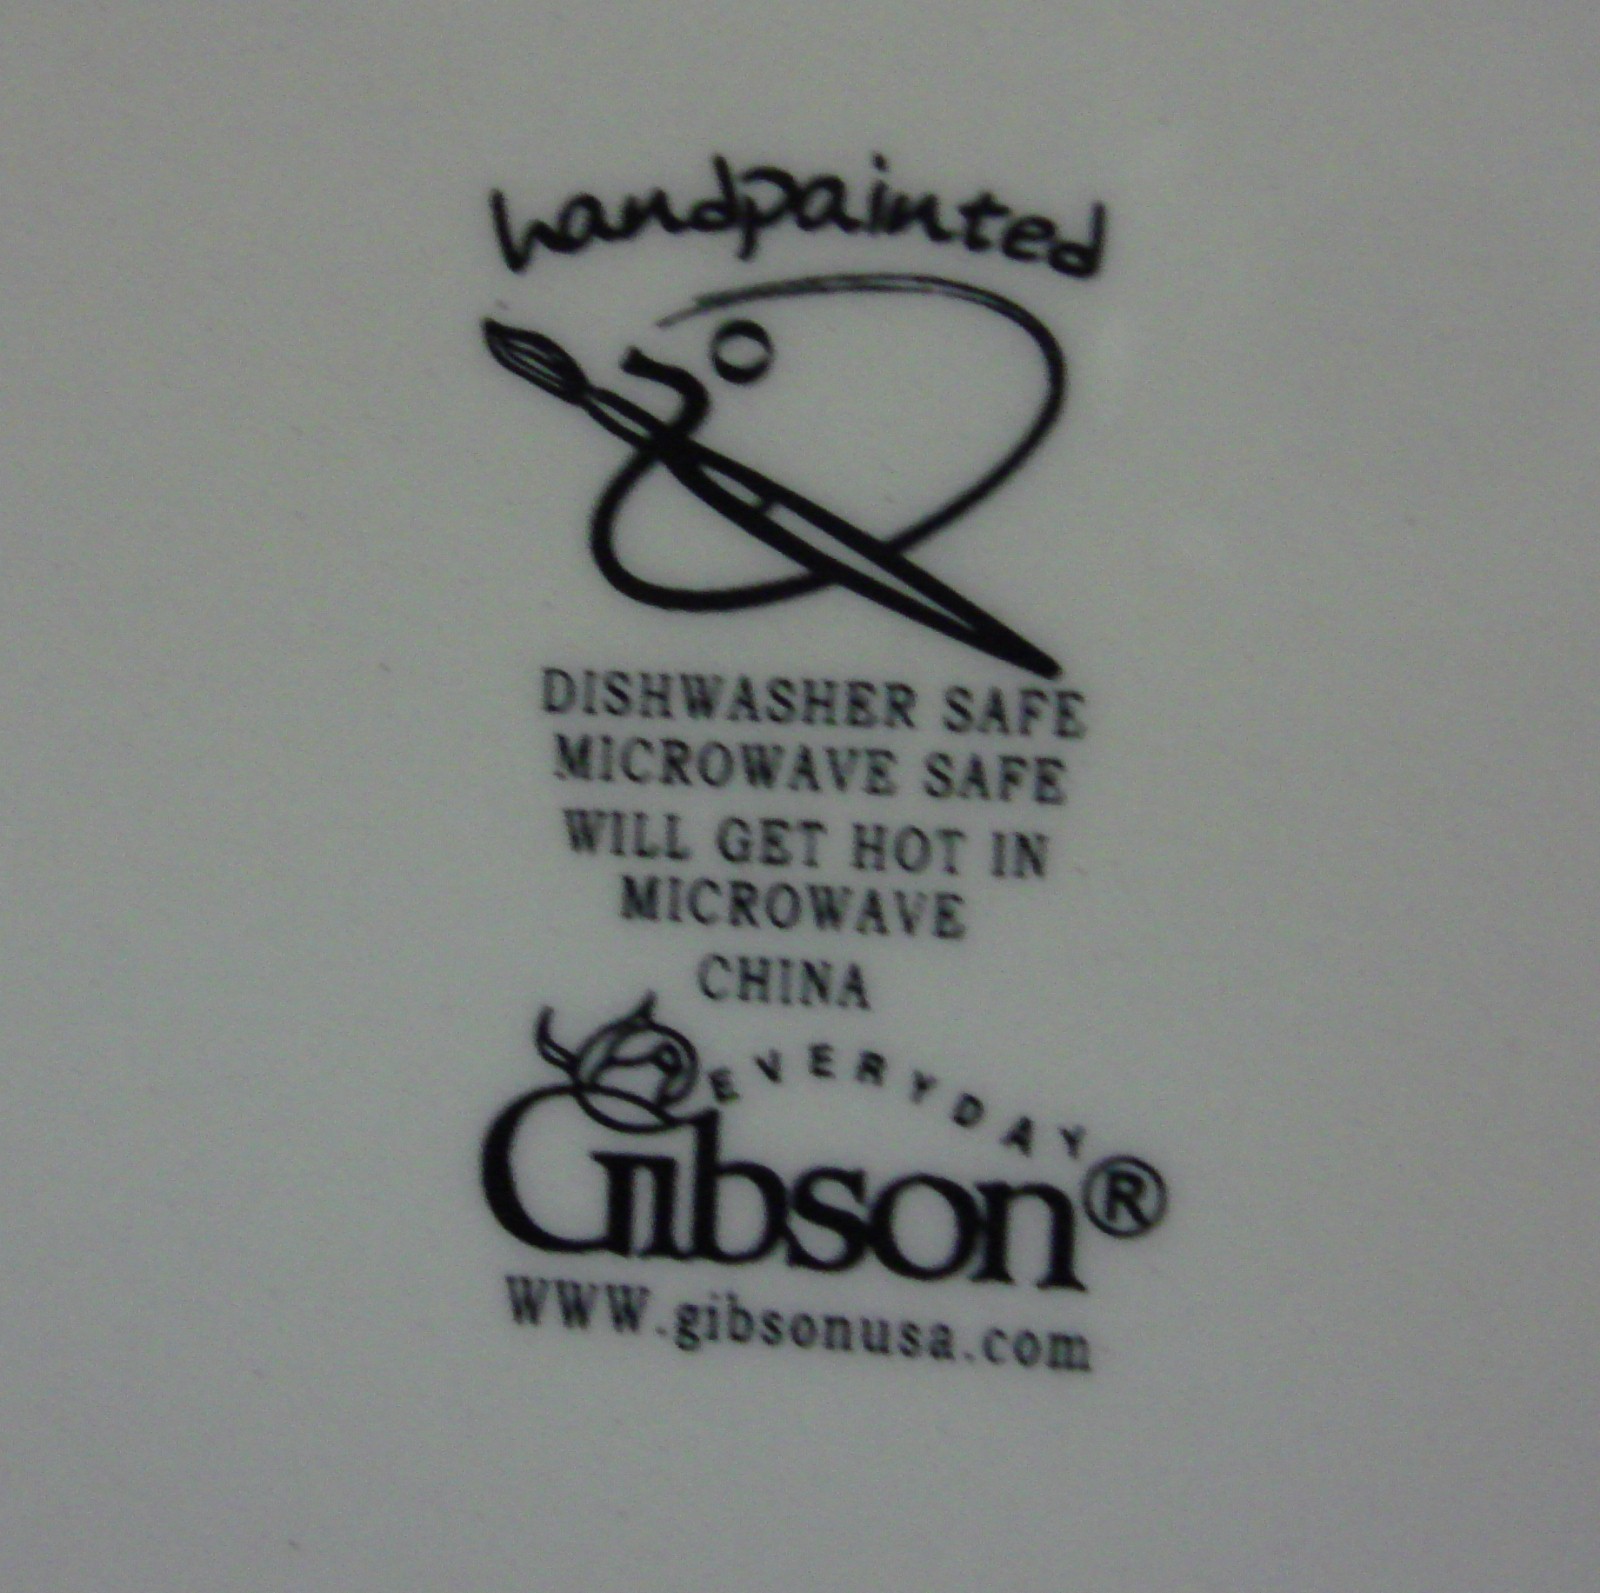 handpainted
DISHWASHER SAFE
MICROWAVE SAFE
WILL GET HOT IN
MICROWAVE
CHINA
EVERYDAY
Gibson®
WWW.gibsonusa.com